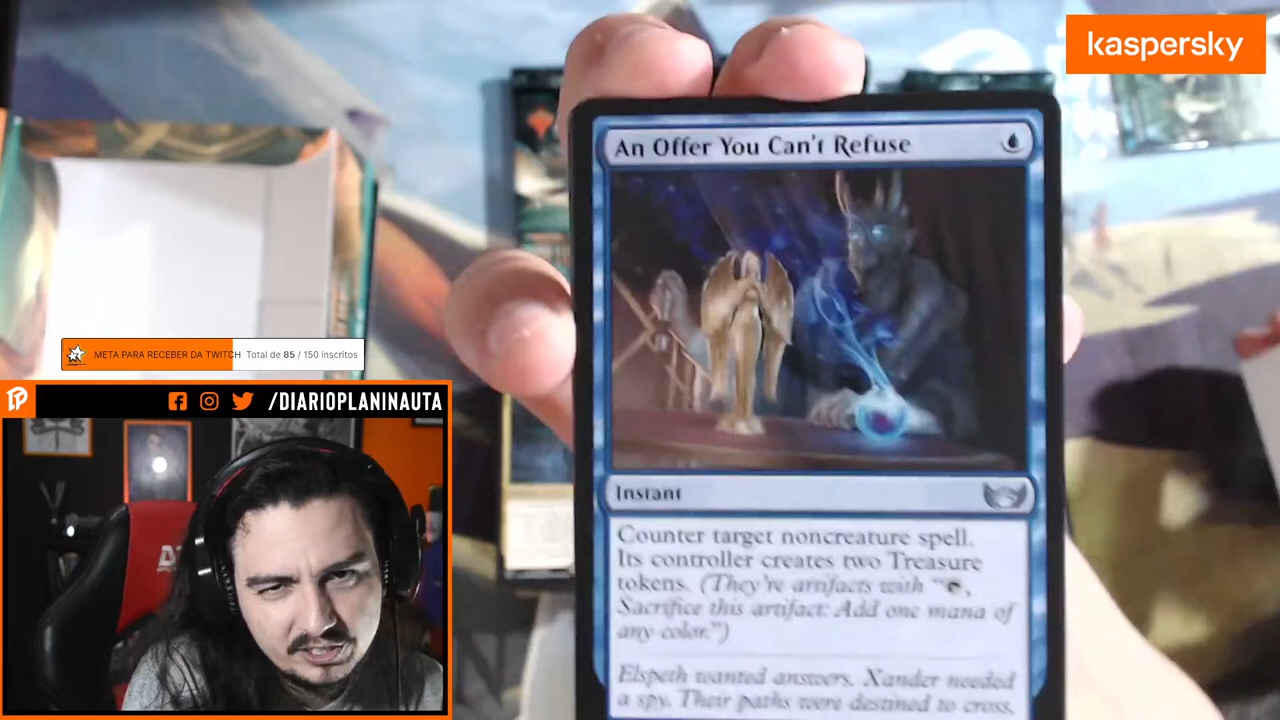 kaspersky
An Offer You Can't Refuse
Instant
Counter target noncreature spell.
Its controller creates two Treasure
tokens. (They're artifacts with "
,
Sacrifice this artifact: Add one mana of
any color.")
Elspeth wanted answers. Xander needed
a spy. Their paths were destined to cross,
META PARA RECEBER DA TWITCH Total de 85 / 150 inscritos
/DIARIOPLANINAUTA